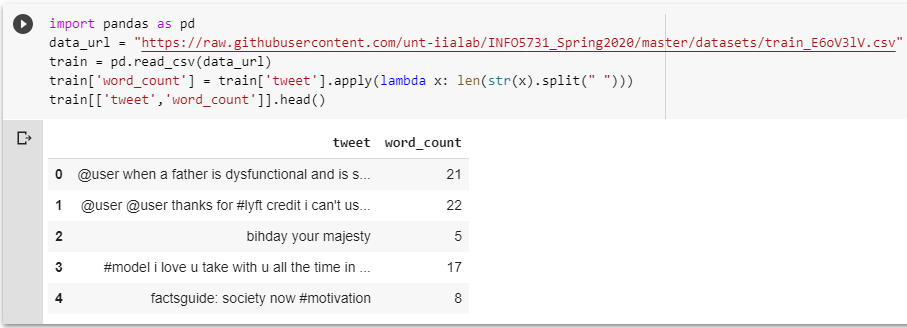 import pandas as pd
data_url = "https://raw.githubusercontent.com/unt-iialab/INFO5731_Spring2020/master/datasets/train_E6oV3lV.csv"
train = pd.read_csv(data_url)
train['word_count'] = train['tweet'].apply(lambda x: len(str(x).split(" ")))
train[['tweet','word_count']].head()
tweet word_count
0 @user when a father is dysfunctional and is s... 21
1 @user @user thanks for #lyft credit i can't us... 22
2 bihday your majesty 5
3 #model i love u take with u all the time in ... 17
4 factsguide: society now #motivation 8